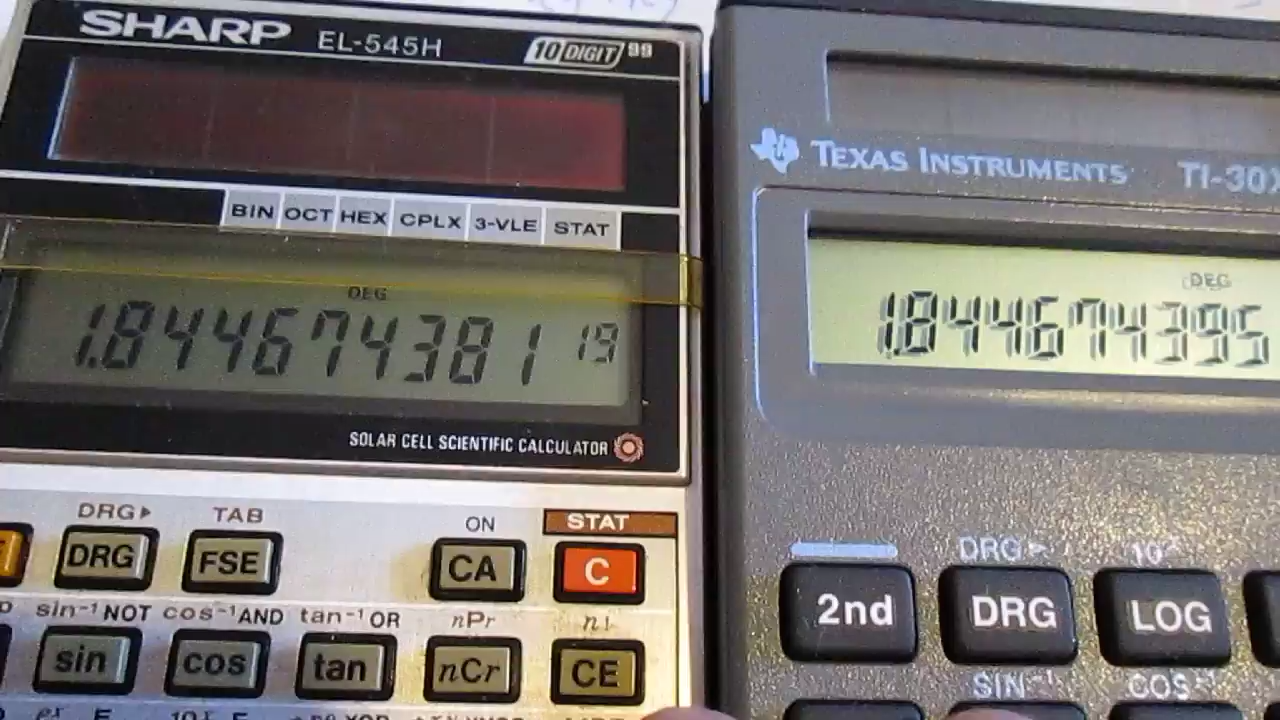 SHARP EL-545H 10 DIGIT 99
BIN OCT HEX CPLX 3-VLE STAT
DEG
1.844674381 19
SOLAR CELL SCIENTIFIC CALCULATOR
DRG▶ TAB ON STAT
DRG FSE CA C
sin⁻¹ NOT cos⁻¹ AND tan⁻¹ OR nPr n!
sin cos tan nCr CE
TEXAS INSTRUMENTS TI-30X
DEG
1.844674395
DRG▶ 10ˣ
2nd DRG LOG
SIN⁻¹ COS⁻¹